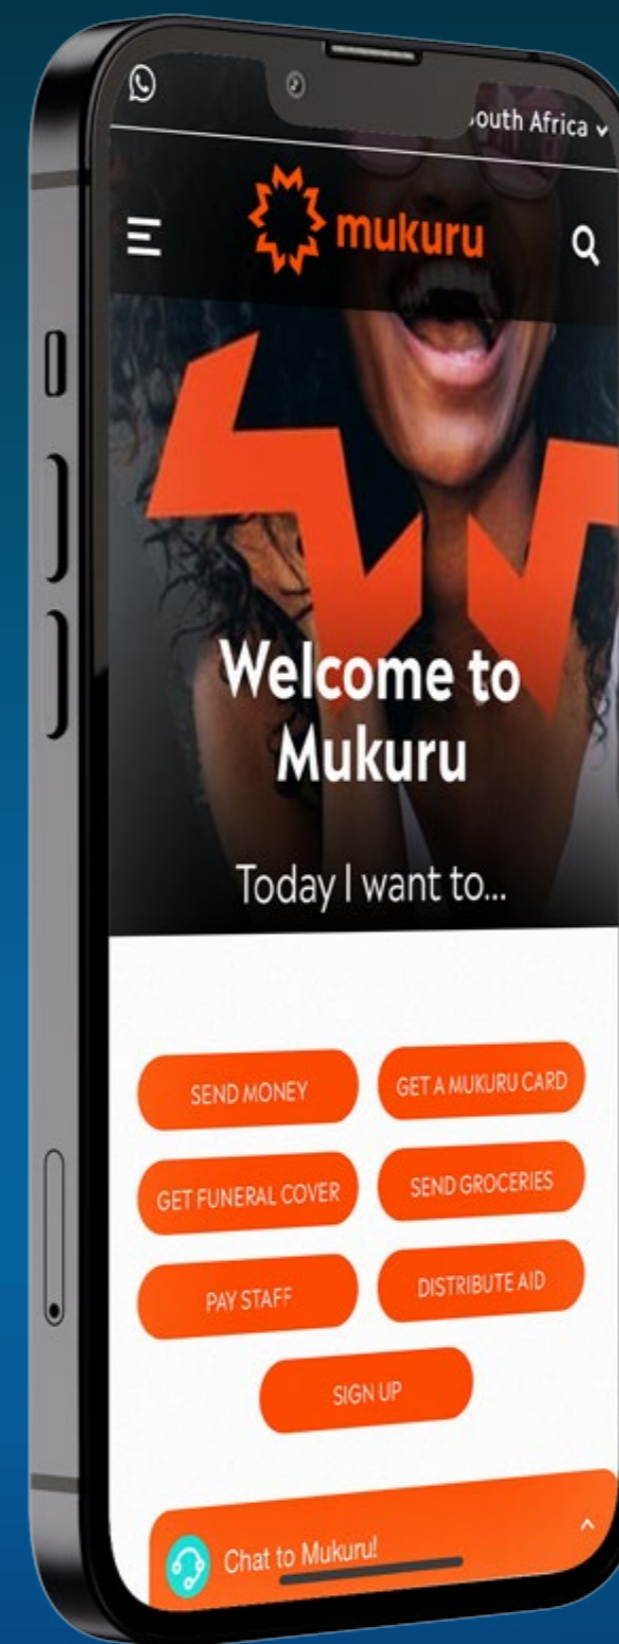 outh Africa
mukuru
Welcome to
Mukuru
Today I want to...
SEND MONEY
GET A MUKURU CARD
GET FUNERAL COVER
SEND GROCERIES
PAY STAFF
DISTRIBUTE AID
SIGN UP
Chat to Mukuru!